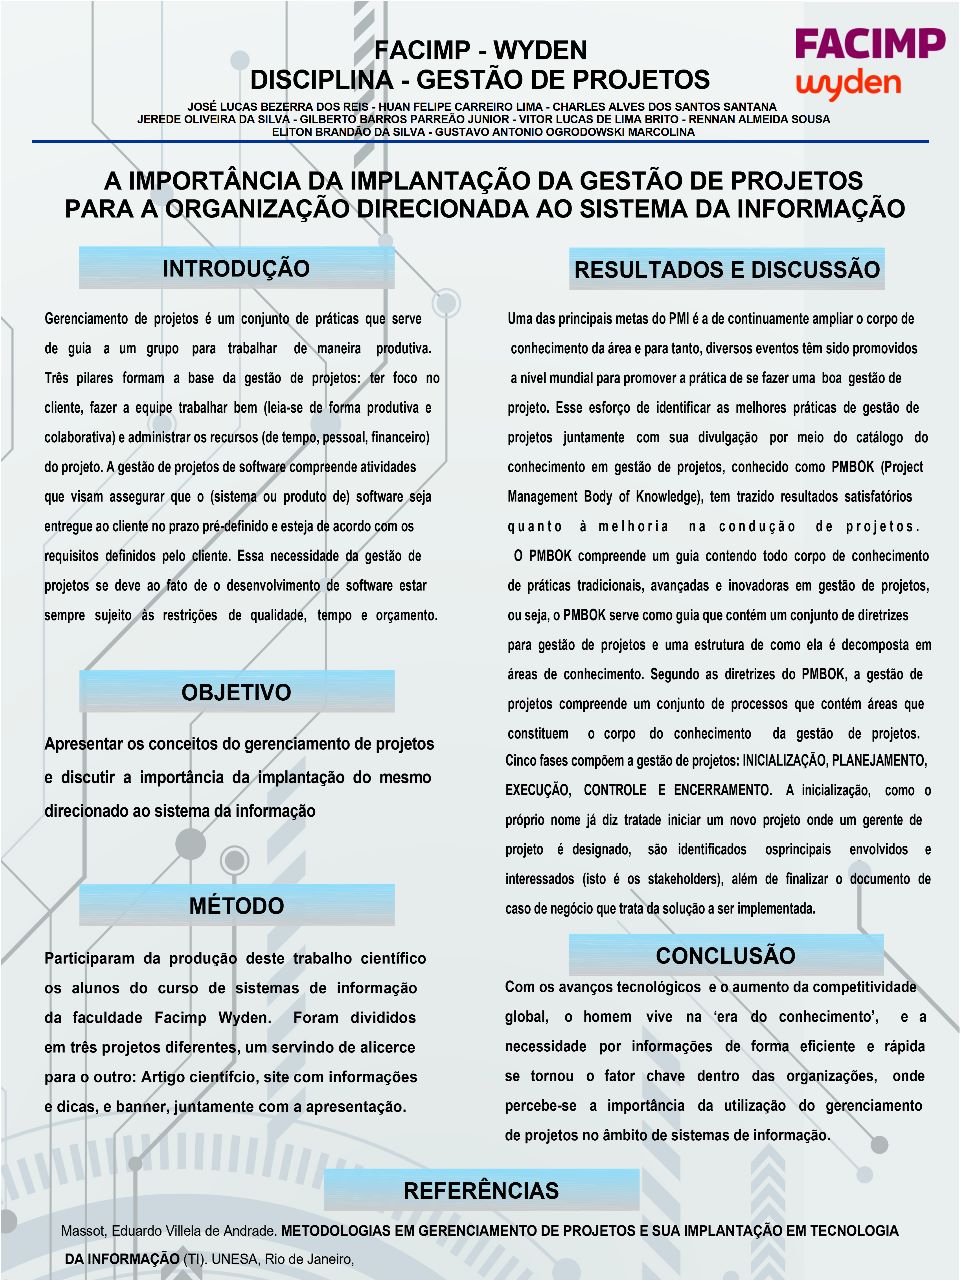 FACIMP - WYDEN
DISCIPLINA - GESTÃO DE PROJETOS
JOSÉ LUCAS BEZERRA DOS REIS - HUAN FELIPE CARREIRO LIMA - CHARLES ALVES DOS SANTOS SANTANA
JEREDE OLIVEIRA DA SILVA - GILBERTO BARROS PARREÃO JUNIOR - VITOR LUCAS DE LIMA BRITO - RENNAN ALMEIDA SOUSA
ELITON BRANDÃO DA SILVA - GUSTAVO ANTONIO OGRODOWSKI MARCOLINA
FACIMP
wyden
A IMPORTÂNCIA DA IMPLANTAÇÃO DA GESTÃO DE PROJETOS
PARA A ORGANIZAÇÃO DIRECIONADA AO SISTEMA DA INFORMAÇÃO
INTRODUÇÃO
Gerenciamento de projetos é um conjunto de práticas que serve
de guia a um grupo para trabalhar de maneira produtiva.
Três pilares formam a base da gestão de projetos: ter foco no
cliente, fazer a equipe trabalhar bem (leia-se de forma produtiva e
colaborativa) e administrar os recursos (de tempo, pessoal, financeiro)
do projeto. A gestão de projetos de software compreende atividades
que visam assegurar que o (sistema ou produto de) software seja
entregue ao cliente no prazo pré-definido e esteja de acordo com os
requisitos definidos pelo cliente. Essa necessidade da gestão de
projetos se deve ao fato de o desenvolvimento de software estar
sempre sujeito às restrições de qualidade, tempo e orçamento.
OBJETIVO
Apresentar os conceitos do gerenciamento de projetos
e discutir a importância da implantação do mesmo
direcionado ao sistema da informação
MÉTODO
Participaram da produção deste trabalho científico
os alunos do curso de sistemas de informação
da faculdade Facimp Wyden. Foram divididos
em três projetos diferentes, um servindo de alicerce
para o outro: Artigo científcio, site com informações
e dicas, e banner, juntamente com a apresentação.
RESULTADOS E DISCUSSÃO
Uma das principais metas do PMI é a de continuamente ampliar o corpo de
conhecimento da área e para tanto, diversos eventos têm sido promovidos
a nível mundial para promover a prática de se fazer uma boa gestão de
projeto. Esse esforço de identificar as melhores práticas de gestão de
projetos juntamente com sua divulgação por meio do catálogo do
conhecimento em gestão de projetos, conhecido como PMBOK (Project
Management Body of Knowledge), tem trazido resultados satisfatórios
quanto à melhoria na condução de projetos.
O PMBOK compreende um guia contendo todo corpo de conhecimento
de práticas tradicionais, avançadas e inovadoras em gestão de projetos,
ou seja, o PMBOK serve como guia que contém um conjunto de diretrizes
para gestão de projetos e uma estrutura de como ela é decomposta em
áreas de conhecimento. Segundo as diretrizes do PMBOK, a gestão de
projetos compreende um conjunto de processos que contém áreas que
constituem o corpo do conhecimento da gestão de projetos.
Cinco fases compõem a gestão de projetos: INICIALIZAÇÃO, PLANEJAMENTO,
EXECUÇÃO, CONTROLE E ENCERRAMENTO. A inicialização, como o
próprio nome já diz tratade iniciar um novo projeto onde um gerente de
projeto é designado, são identificados osprincipais envolvidos e
interessados (isto é os stakeholders), além de finalizar o documento de
caso de negócio que trata da solução a ser implementada.
CONCLUSÃO
Com os avanços tecnológicos e o aumento da competitividade
global, o homem vive na ‘era do conhecimento’, e a
necessidade por informações de forma eficiente e rápida
se tornou o fator chave dentro das organizações, onde
percebe-se a importância da utilização do gerenciamento
de projetos no âmbito de sistemas de informação.
REFERÊNCIAS
Massot, Eduardo Villela de Andrade. METODOLOGIAS EM GERENCIAMENTO DE PROJETOS E SUA IMPLANTAÇÃO EM TECNOLOGIA
DA INFORMAÇÃO (TI). UNESA, Rio de Janeiro,